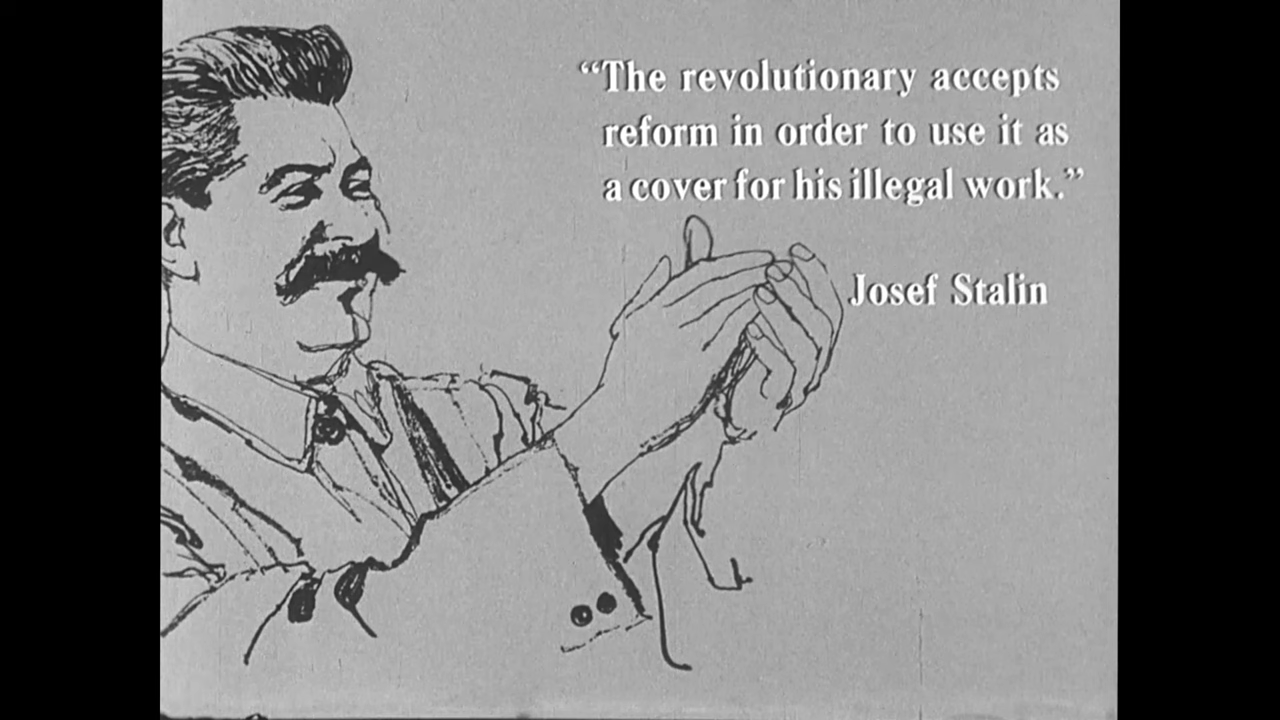 “The revolutionary accepts
reform in order to use it as
a cover for his illegal work.”
Josef Stalin